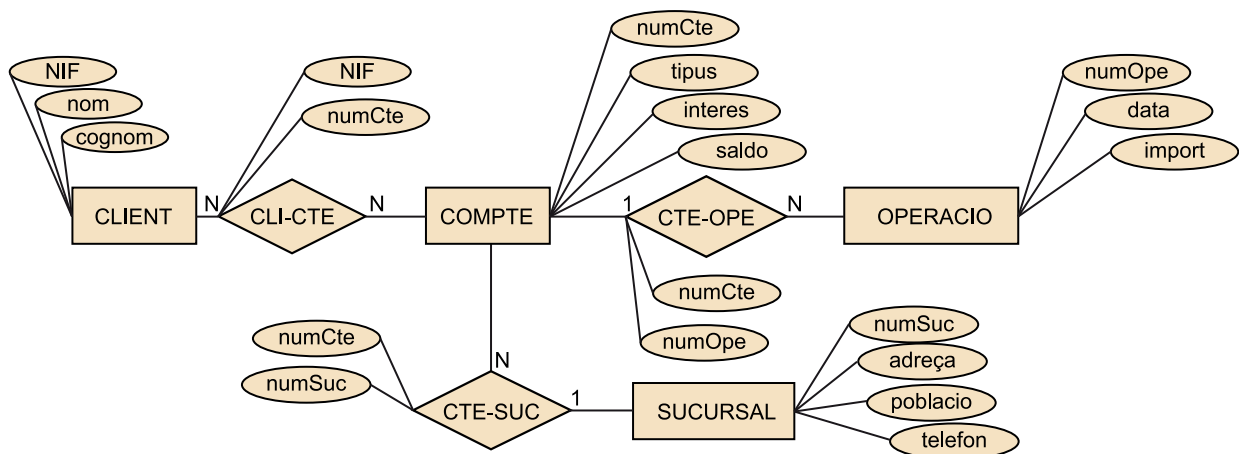 numCte
NIF
NIF
tipus
numOpe
nom
numCte
interes
data
cognom
saldo
import
CLIENT
N
CLI-CTE
N
COMPTE
1
CTE-OPE
N
OPERACIO
numCte
numOpe
numCte
numSuc
N
CTE-SUC
1
SUCURSAL
numSuc
adreça
poblacio
telefon